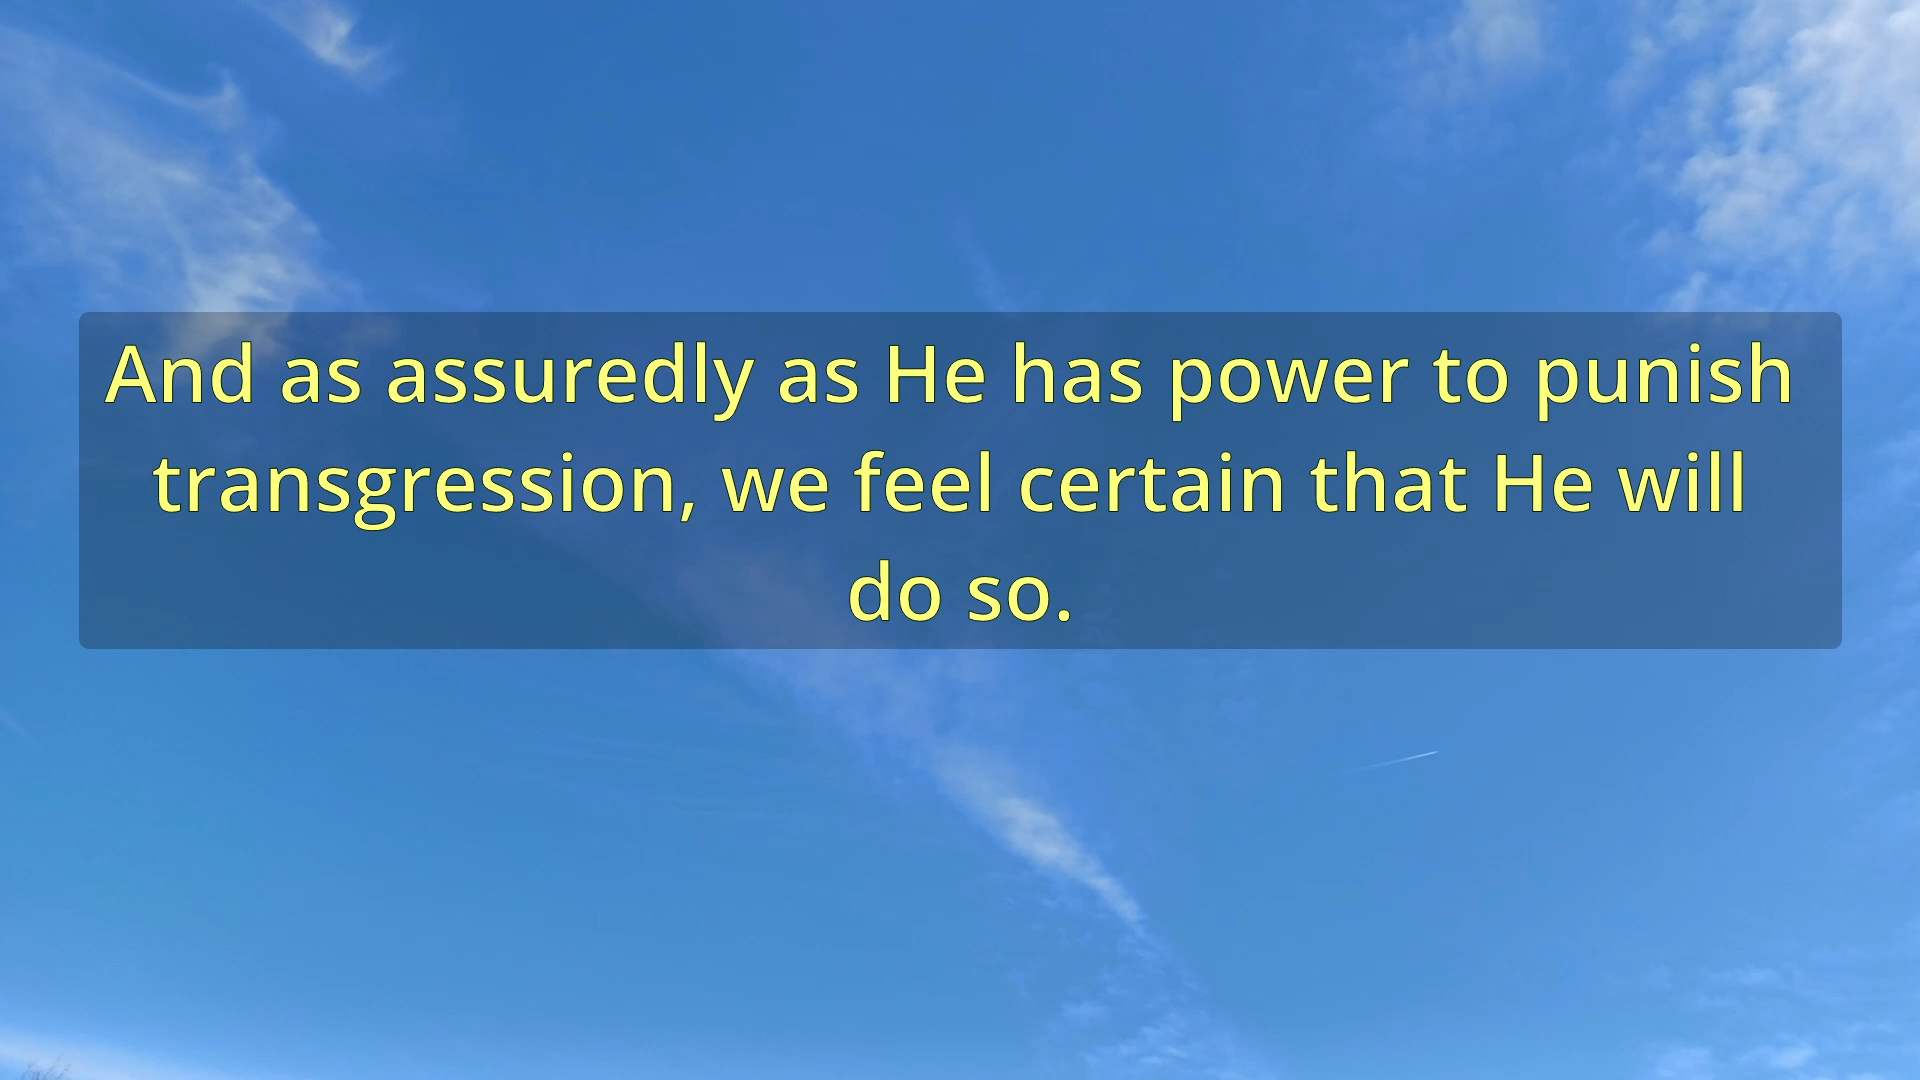 And as assuredly as He has power to punish
transgression, we feel certain that He will
do so.